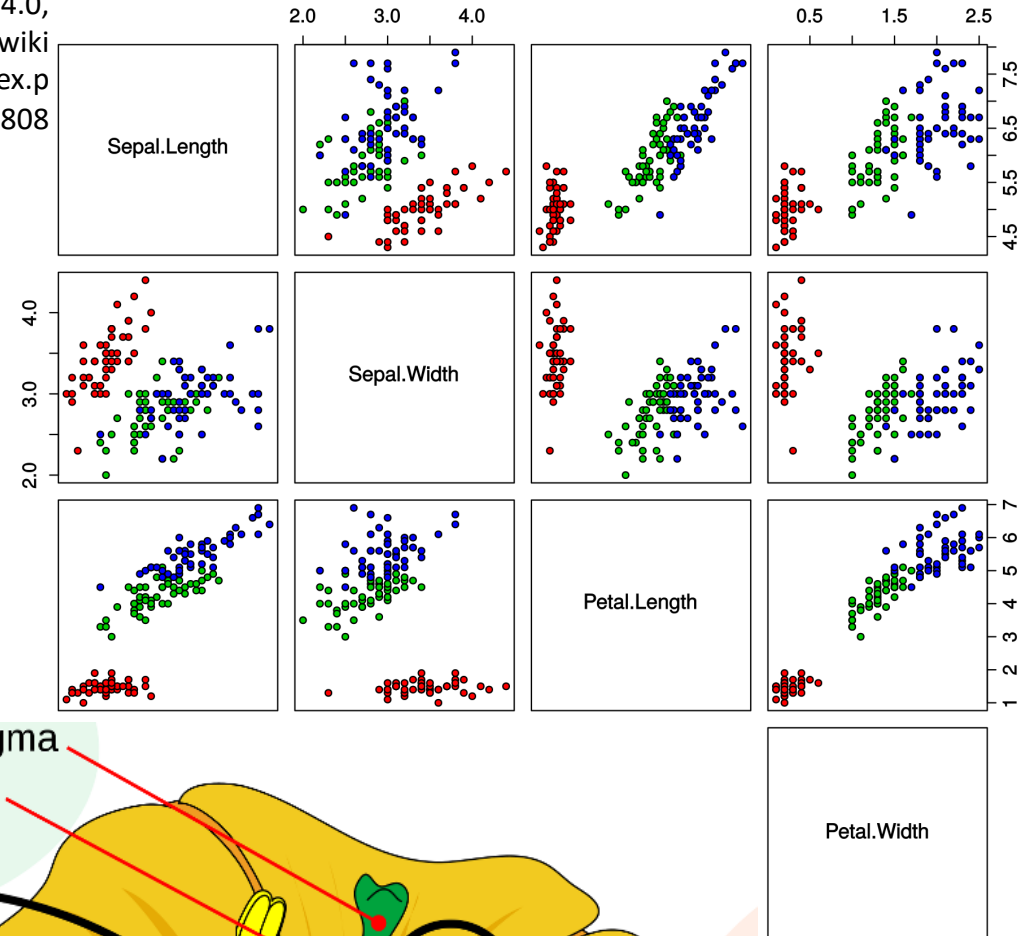 4.0,
wiki
ex.p
808
2.0 3.0 4.0
0.5 1.5 2.5
Sepal.Length
4.5 5.5 6.5 7.5
2.0 3.0 4.0
Sepal.Width
Petal.Length
1 2 3 4 5 6 7
gma
Petal.Width